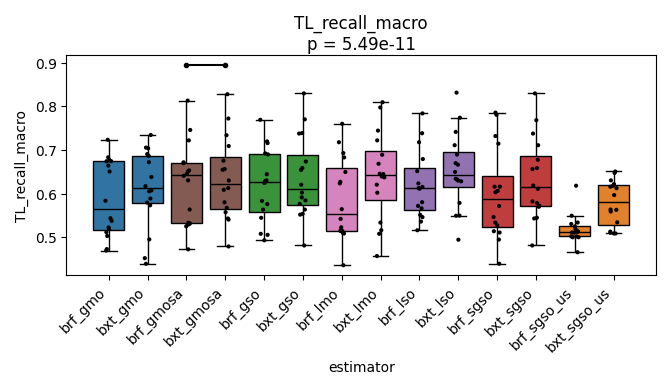 TL_recall_macro
p = 5.49e-11
TL_recall_macro
0.9
0.8
0.7
0.6
0.5
brf_gmo
bxt_gmo
brf_gmosa
bxt_gmosa
brf_gso
bxt_gso
brf_lmo
bxt_lmo
brf_lso
bxt_lso
brf_sgso
bxt_sgso
brf_sgso_us
bxt_sgso_us
estimator